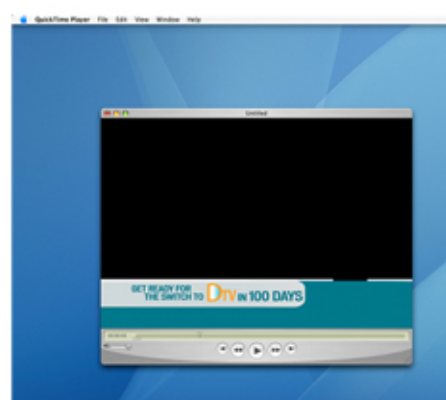 QuickTime Player File Edit View Window Help
Untitled
GET READY FOR
THE SWITCH TO DTV IN 100 DAYS